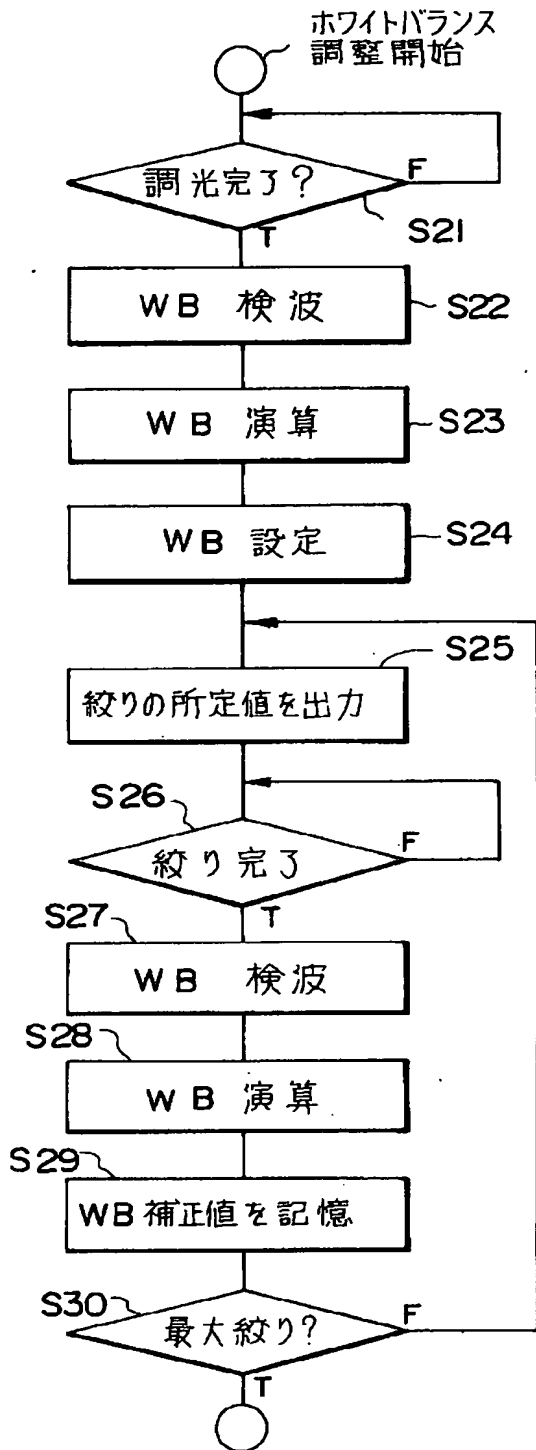 ホワイトバランス
調整開始
調光完了?
F
S21
T
WB 検波
S22
WB 演算
S23
WB 設定
S24
S25
絞りの所定値を出力
S26
絞り完了
F
T
S27
WB 検波
S28
WB 演算
S29
WB補正値を記憶
S30
最大絞り?
F
T